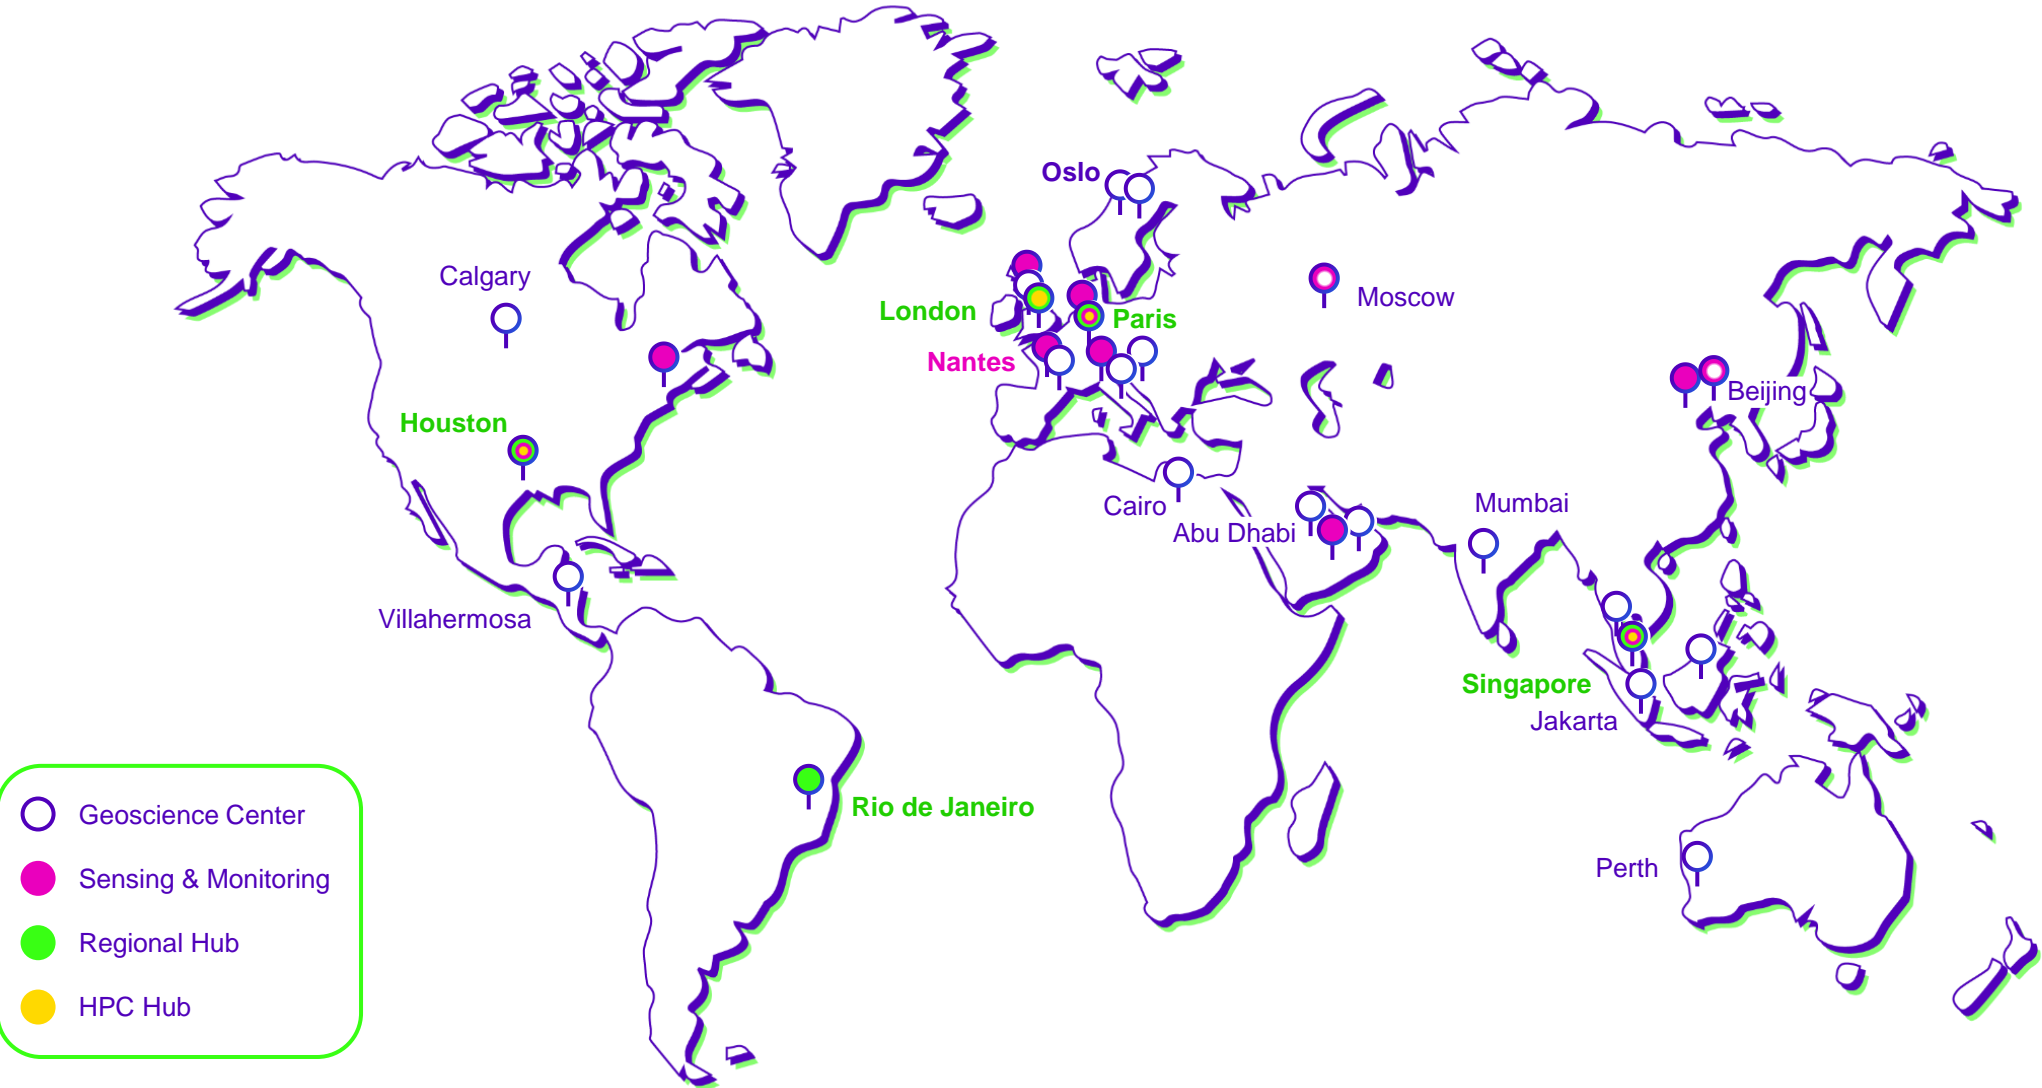 Oslo
Calgary
Moscow
London
Paris
Nantes
Beijing
Houston
Cairo
Mumbai
Abu Dhabi
Villahermosa
Singapore
Jakarta
Rio de Janeiro
Perth
Geoscience Center
Sensing & Monitoring
Regional Hub
HPC Hub